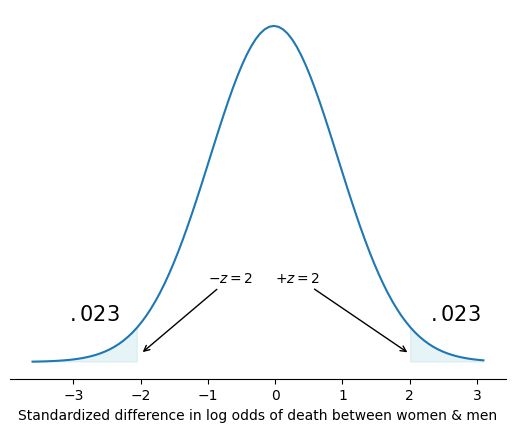 −z = 2 +z = 2
.023 .023
−3 −2 −1 0 1 2 3
Standardized difference in log odds of death between women & men